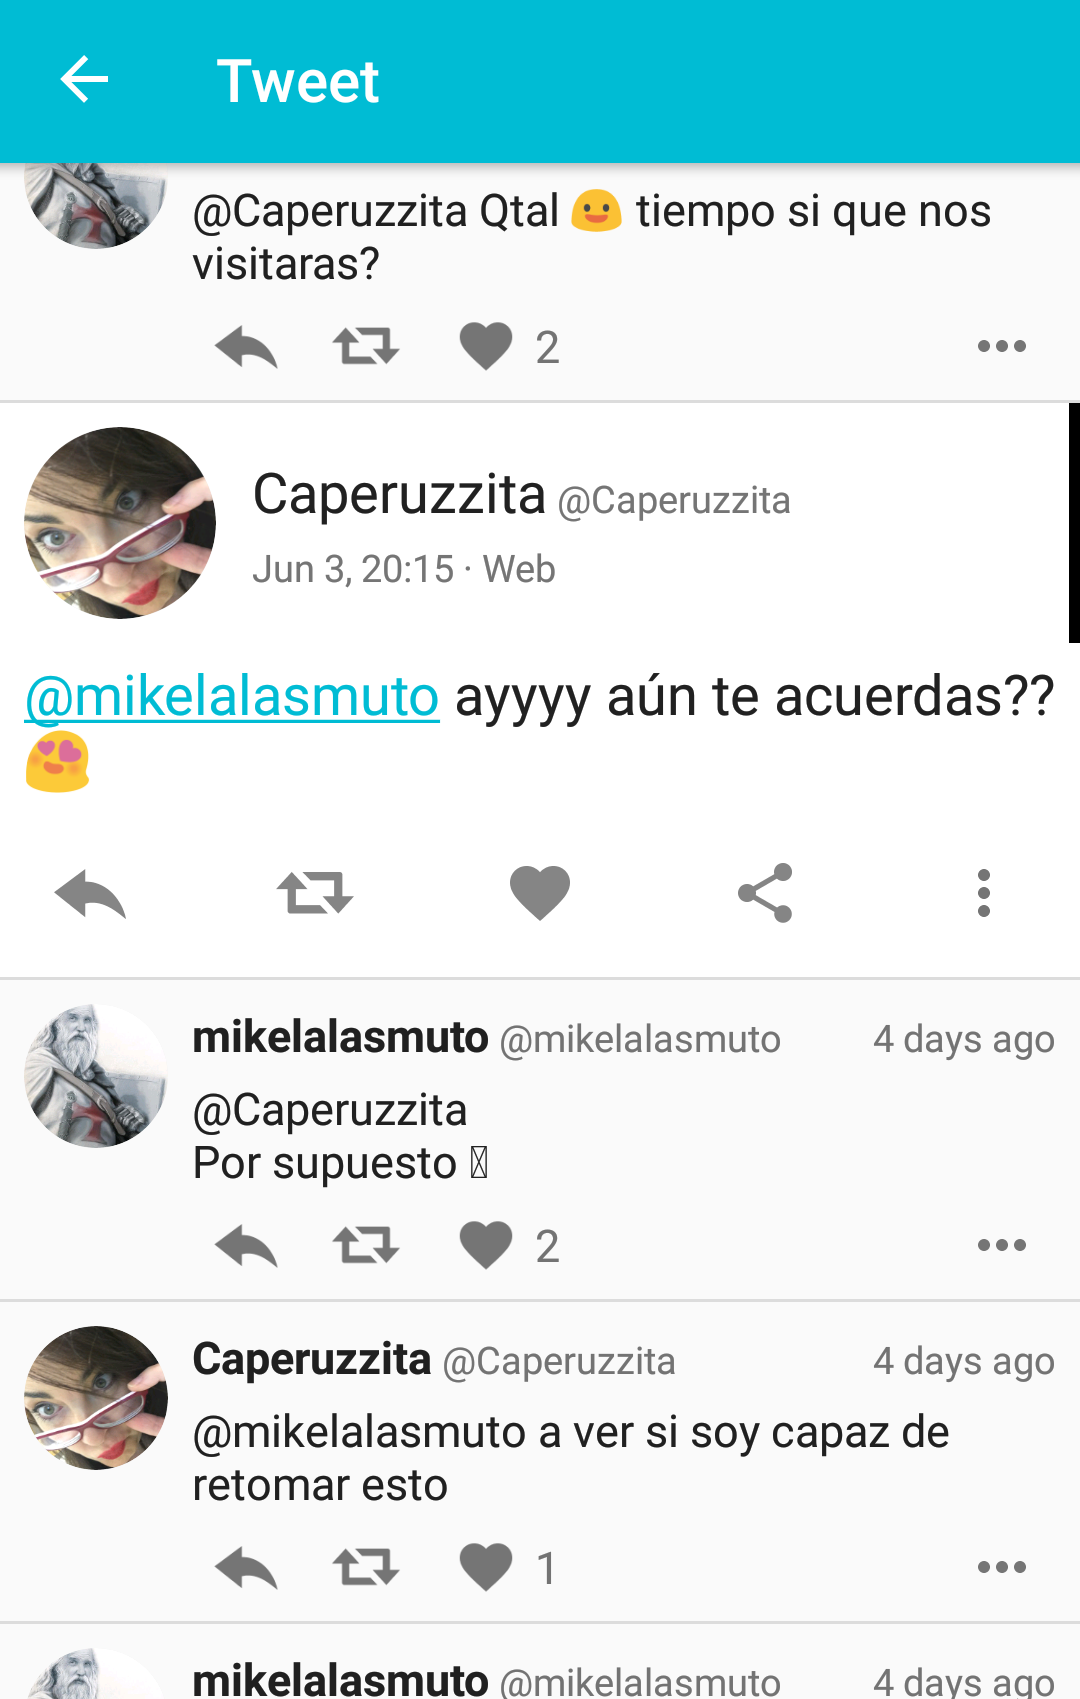 Tweet
@Caperuzzita Qtal 😃 tiempo si que nos
visitaras?
2
Caperuzzita @Caperuzzita
Jun 3, 20:15 · Web
@mikelalasmuto ayyyy aún te acuerdas??
😍
mikelalasmuto @mikelalasmuto 4 days ago
@Caperuzzita
Por supuesto
2
Caperuzzita @Caperuzzita 4 days ago
@mikelalasmuto a ver si soy capaz de
retomar esto
1
mikelalasmuto @mikelalasmuto 4 days ago